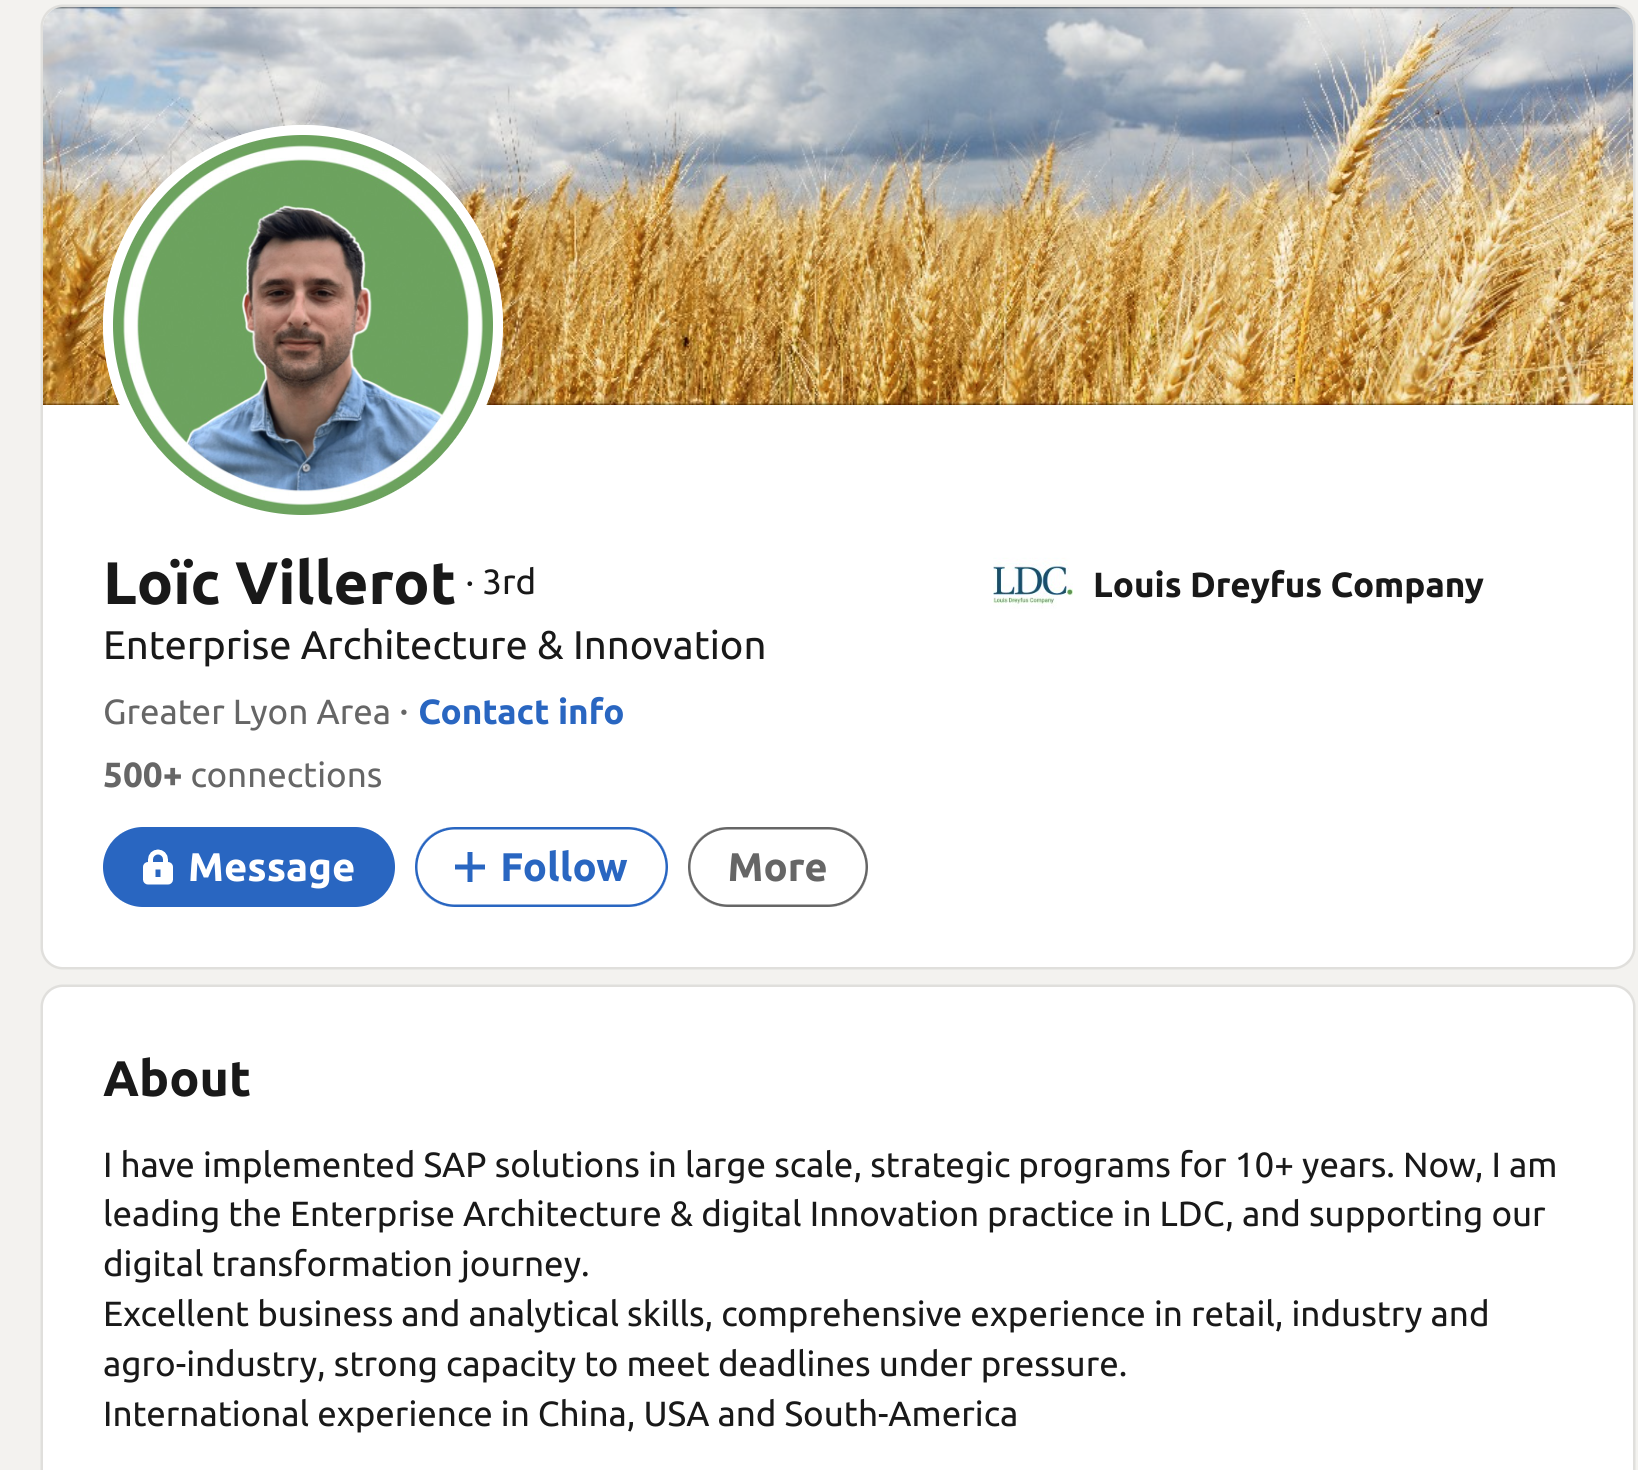 Loïc Villerot · 3rd
Enterprise Architecture & Innovation
Greater Lyon Area · Contact info
500+ connections
Message
+ Follow
More
LDC.
Louis Dreyfus Company
Louis Dreyfus Company
About
I have implemented SAP solutions in large scale, strategic programs for 10+ years. Now, I am
leading the Enterprise Architecture & digital Innovation practice in LDC, and supporting our
digital transformation journey.
Excellent business and analytical skills, comprehensive experience in retail, industry and
agro-industry, strong capacity to meet deadlines under pressure.
International experience in China, USA and South-America